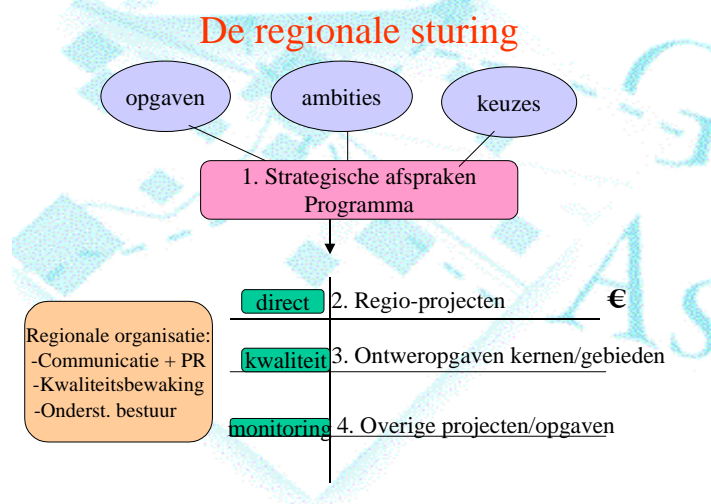 De regionale sturing
opgaven
ambities
keuzes
1. Strategische afspraken
Programma
direct
2. Regio-projecten
€
Regionale organisatie:
-Communicatie + PR
-Kwaliteitsbewaking
-Onderst. bestuur
kwaliteit
3. Ontweropgaven kernen/gebieden
monitoring
4. Overige projecten/opgaven
G
As